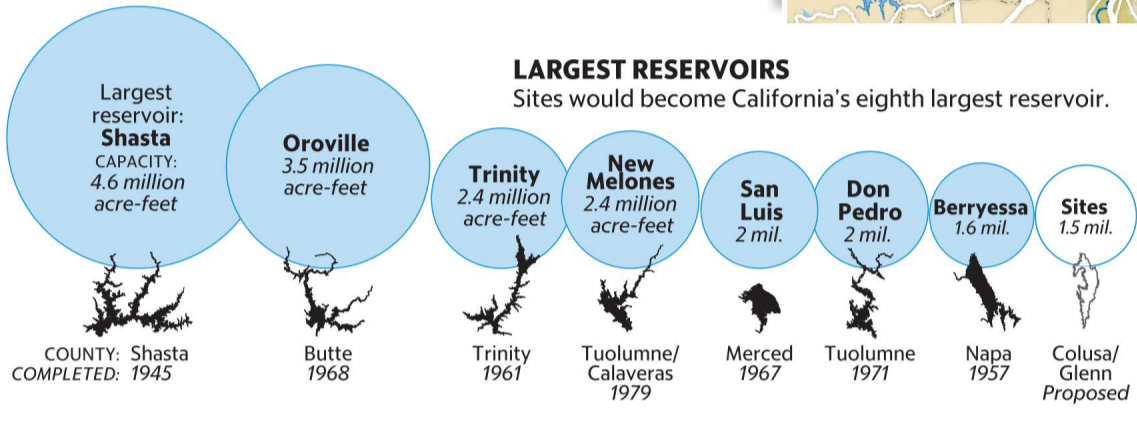 LARGEST RESERVOIRS
Sites would become California's eighth largest reservoir.
Largest
reservoir:
Shasta
CAPACITY:
4.6 million
acre-feet
Oroville
3.5 million
acre-feet
Trinity
2.4 million
acre-feet
New
Melones
2.4 million
acre-feet
San
Luis
2 mil.
Don
Pedro
2 mil.
Berryessa
1.6 mil.
Sites
1.5 mil.
COUNTY: Shasta
COMPLETED: 1945
Butte
1968
Trinity
1961
Tuolumne/
Calaveras
1979
Merced
1967
Tuolumne
1971
Napa
1957
Colusa/
Glenn
Proposed